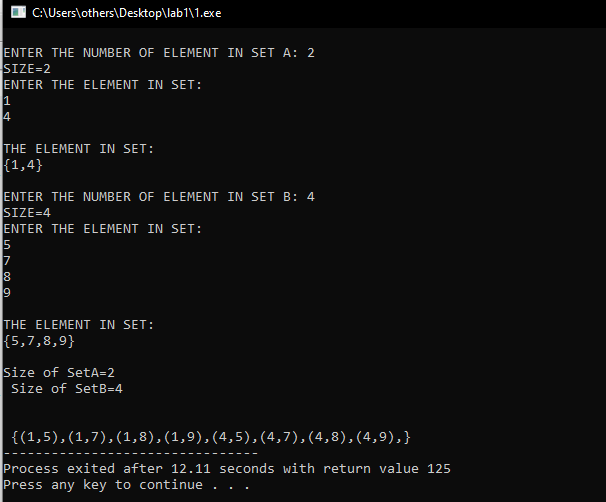 C:\Users\others\Desktop\lab1\1.exe
ENTER THE NUMBER OF ELEMENT IN SET A: 2
SIZE=2
ENTER THE ELEMENT IN SET:
1
4
THE ELEMENT IN SET:
{1,4}
ENTER THE NUMBER OF ELEMENT IN SET B: 4
SIZE=4
ENTER THE ELEMENT IN SET:
5
7
8
9
THE ELEMENT IN SET:
{5,7,8,9}
Size of SetA=2
 Size of SetB=4
 {(1,5),(1,7),(1,8),(1,9),(4,5),(4,7),(4,8),(4,9),}
--------------------------------
Process exited after 12.11 seconds with return value 125
Press any key to continue . . .